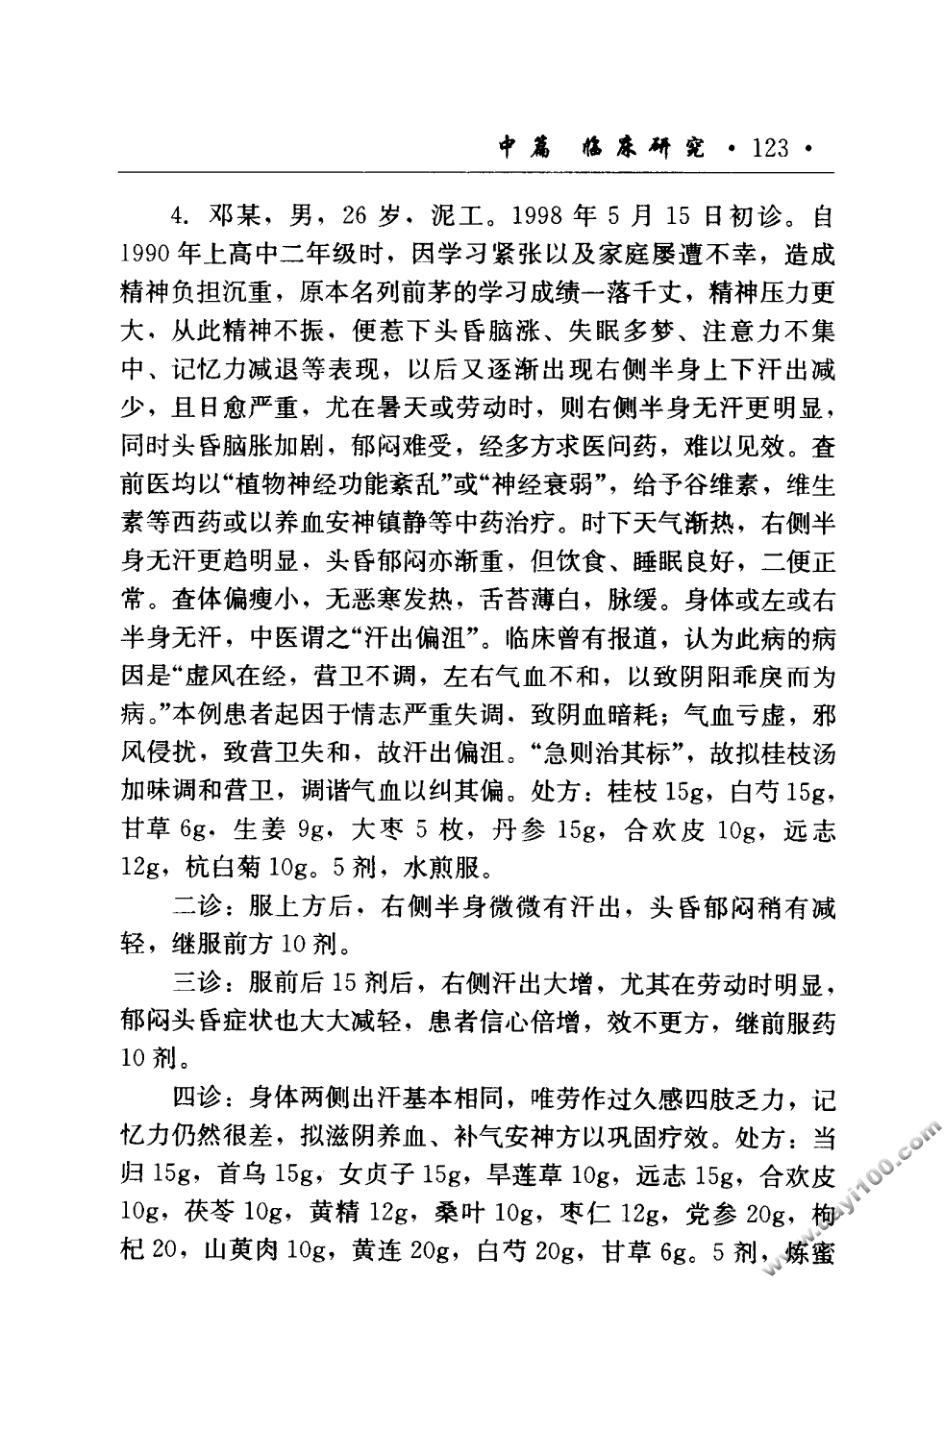 中篇 临床研究 · 123 ·
4. 邓某，男，26 岁，泥工。1998 年 5 月 15 日初诊。自
1990 年上高中二年级时，因学习紧张以及家庭屡遭不幸，造成
精神负担沉重，原本名列前茅的学习成绩一落千丈，精神压力更
大，从此精神不振，便惹下头昏脑涨、失眠多梦、注意力不集
中、记忆力减退等表现，以后又逐渐出现右侧半身上下汗出减
少，且日愈严重，尤在暑天或劳动时，则右侧半身无汗更明显，
同时头昏脑胀加剧，郁闷难受，经多方求医问药，难以见效。查
前医均以“植物神经功能紊乱”或“神经衰弱”，给予谷维素，维生
素等西药或以养血安神镇静等中药治疗。时下天气渐热，右侧半
身无汗更趋明显，头昏郁闷亦渐重，但饮食、睡眠良好，二便正
常。查体偏瘦小，无恶寒发热，舌苔薄白，脉缓。身体或左或右
半身无汗，中医谓之“汗出偏沮”。临床曾有报道，认为此病的病
因是“虚风在经，营卫不调，左右气血不和，以致阴阳乖戾而为
病。”本例患者起因于情志严重失调，致阴血暗耗；气血亏虚，邪
风侵扰，致营卫失和，故汗出偏沮。“急则治其标”，故拟桂枝汤
加味调和营卫，调谐气血以纠其偏。处方：桂枝 15g，白芍 15g，
甘草 6g，生姜 9g，大枣 5 枚，丹参 15g，合欢皮 10g，远志
12g，杭白菊 10g。5 剂，水煎服。
二诊：服上方后，右侧半身微微有汗出，头昏郁闷稍有减
轻，继服前方 10 剂。
三诊：服前后 15 剂后，右侧汗出大增，尤其在劳动时明显，
郁闷头昏症状也大大减轻，患者信心倍增，效不更方，继前服药
10 剂。
四诊：身体两侧出汗基本相同，唯劳作过久感四肢乏力，记
忆力仍然很差，拟滋阴养血、补气安神方以巩固疗效。处方：当
归 15g，首乌 15g，女贞子 15g，旱莲草 10g，远志 15g，合欢皮
10g，茯苓 10g，黄精 12g，桑叶 10g，枣仁 12g，党参 20g，枸
杞 20，山萸肉 10g，黄连 20g，白芍 20g，甘草 6g。5 剂，炼蜜
www.dayi100.com